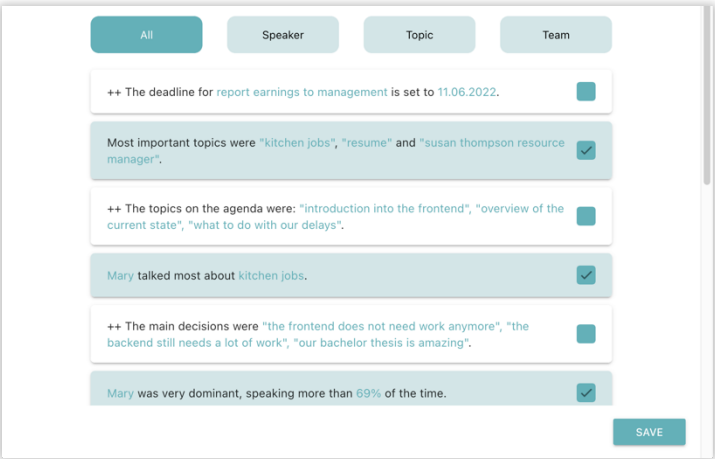 All
Speaker
Topic
Team
++ The deadline for report earnings to management is set to 11.06.2022.
Most important topics were "kitchen jobs", "resume" and "susan thompson resource
manager".
++ The topics on the agenda were: "introduction into the frontend", "overview of the
current state", "what to do with our delays".
Mary talked most about kitchen jobs.
++ The main decisions were "the frontend does not need work anymore", "the
backend still needs a lot of work", "our bachelor thesis is amazing".
Mary was very dominant, speaking more than 69% of the time.
SAVE